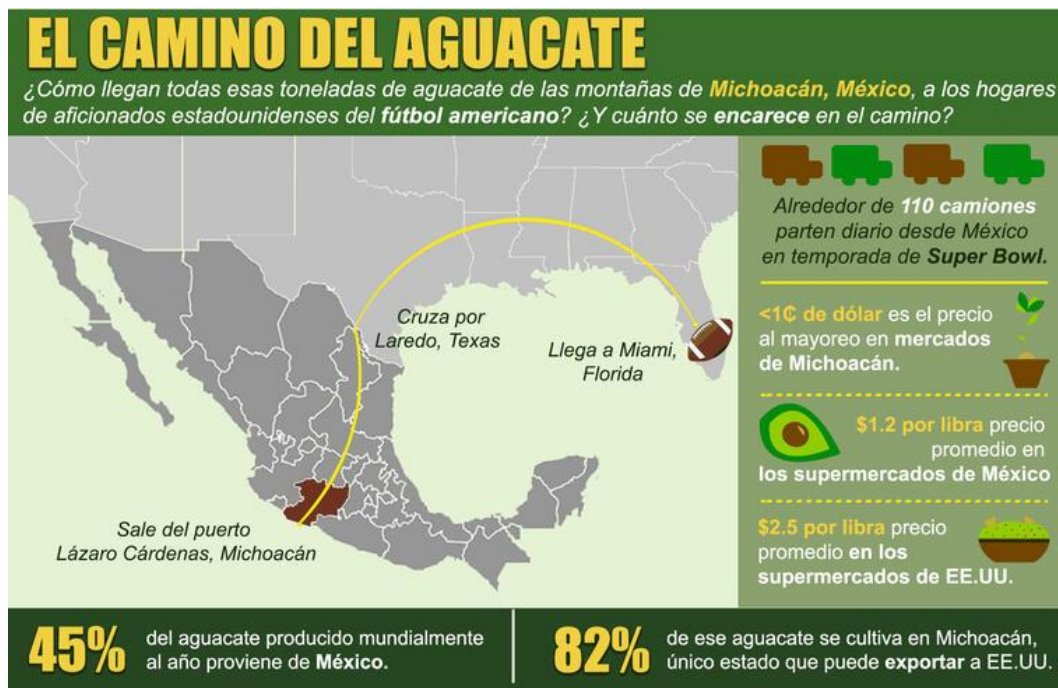 EL CAMINO DEL AGUACATE
¿Cómo llegan todas esas toneladas de aguacate de las montañas de Michoacán, México, a los hogares
de aficionados estadounidenses del fútbol americano? ¿Y cuánto se encarece en el camino?
Cruza por
Laredo, Texas
Llega a Miami,
Florida
Sale del puerto
Lázaro Cárdenas, Michoacán
Alrededor de 110 camiones
parten diario desde México
en temporada de Super Bowl.
<1₵ de dólar es el precio
al mayoreo en mercados
de Michoacán.
$1.2 por libra precio
promedio en
los supermercados de México
$2.5 por libra precio
promedio en los
supermercados de EE.UU.
45%
del aguacate producido mundialmente
al año proviene de México.
82%
de ese aguacate se cultiva en Michoacán,
único estado que puede exportar a EE.UU.